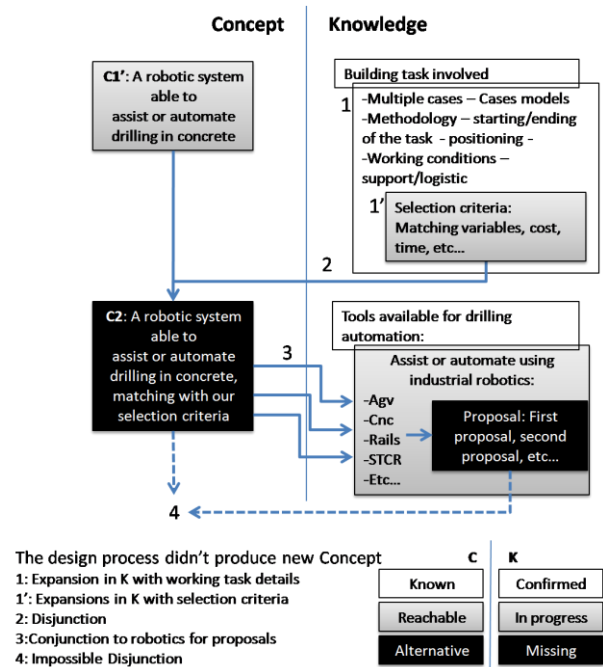 Concept Knowledge
C1’: A robotic system
able to
assist or automate
drilling in concrete
Building task involved
1
-Multiple cases – Cases models
-Methodology – starting/ending
of the task - positioning -
-Working conditions –
support/logistic
1’
Selection criteria:
Matching variables, cost,
time, etc...
2
C2: A robotic system
able to
assist or automate
drilling in concrete,
matching with our
selection criteria
3
Tools available for drilling
automation:
Assist or automate using
industrial robotics:
-Agv
-Cnc
-Rails
-STCR
-Etc...
Proposal: First
proposal, second
proposal, etc...
4
The design process didn’t produce new Concept
1: Expansion in K with working task details
1’: Expansions in K with selection criteria
2: Disjunction
3:Conjunction to robotics for proposals
4: Impossible Disjunction
C K
Known Confirmed
Reachable In progress
Alternative Missing